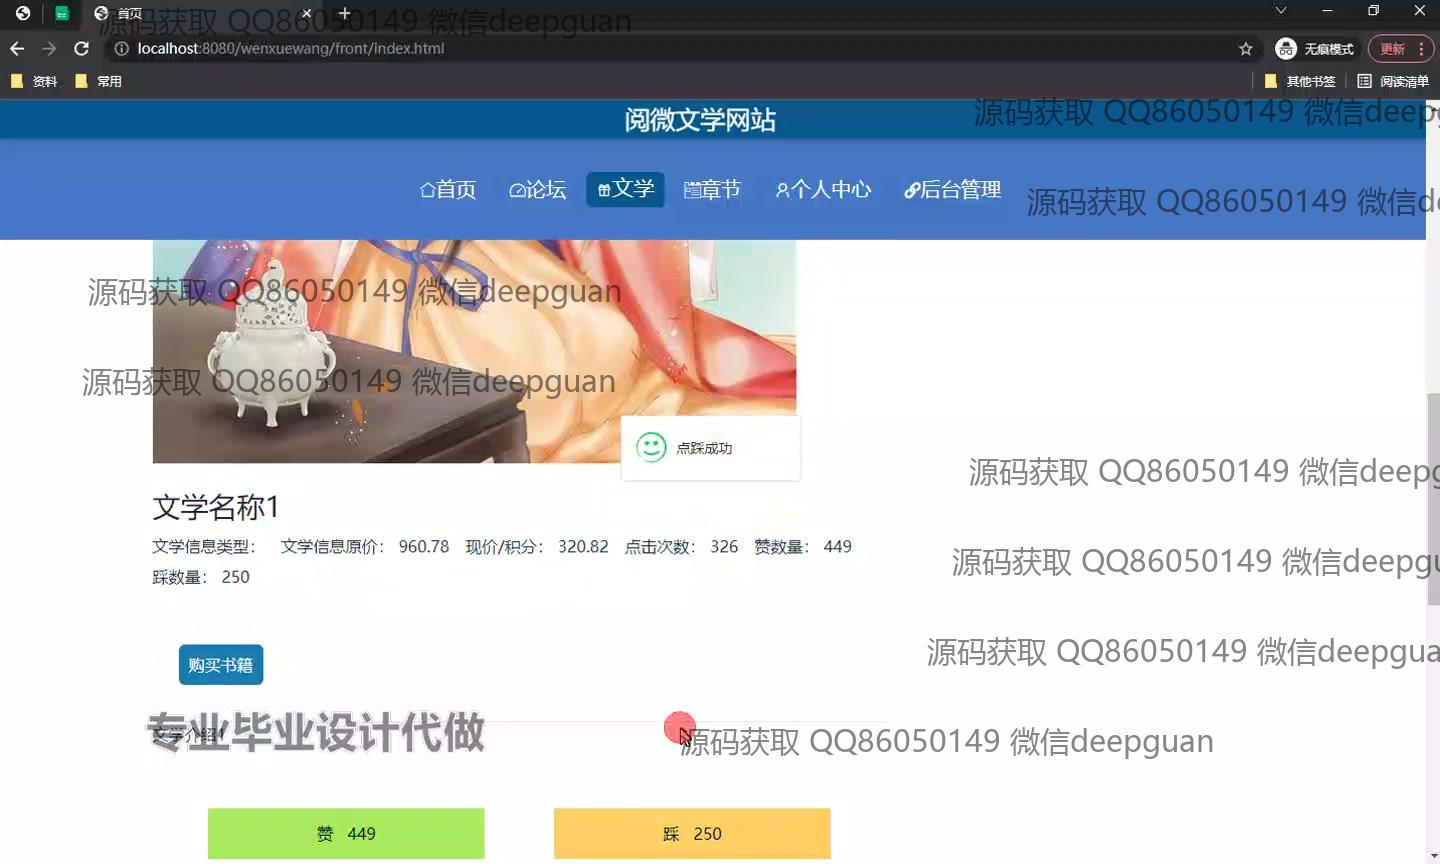 首页
源码获取 QQ86050149 微信deepguan
localhost:8080/wenxuewang/front/index.html
无痕模式
更新
资料
常用
其他书签
阅读清单
阅微文学网站
源码获取 QQ86050149 微信deep
首页
论坛
文学
章节
个人中心
后台管理
源码获取 QQ86050149 微信d
源码获取 QQ86050149 微信deepguan
源码获取 QQ86050149 微信deepguan
点踩成功
源码获取 QQ86050149 微信deep
文学名称1
文学信息类型： 文学信息原价： 960.78 现价/积分： 320.82 点击次数： 326 赞数量： 449
源码获取 QQ86050149 微信deepg
踩数量： 250
购买书籍
源码获取 QQ86050149 微信deepgua
专业毕业设计代做
文学介绍1
源码获取 QQ86050149 微信deepguan
赞 449
踩 250